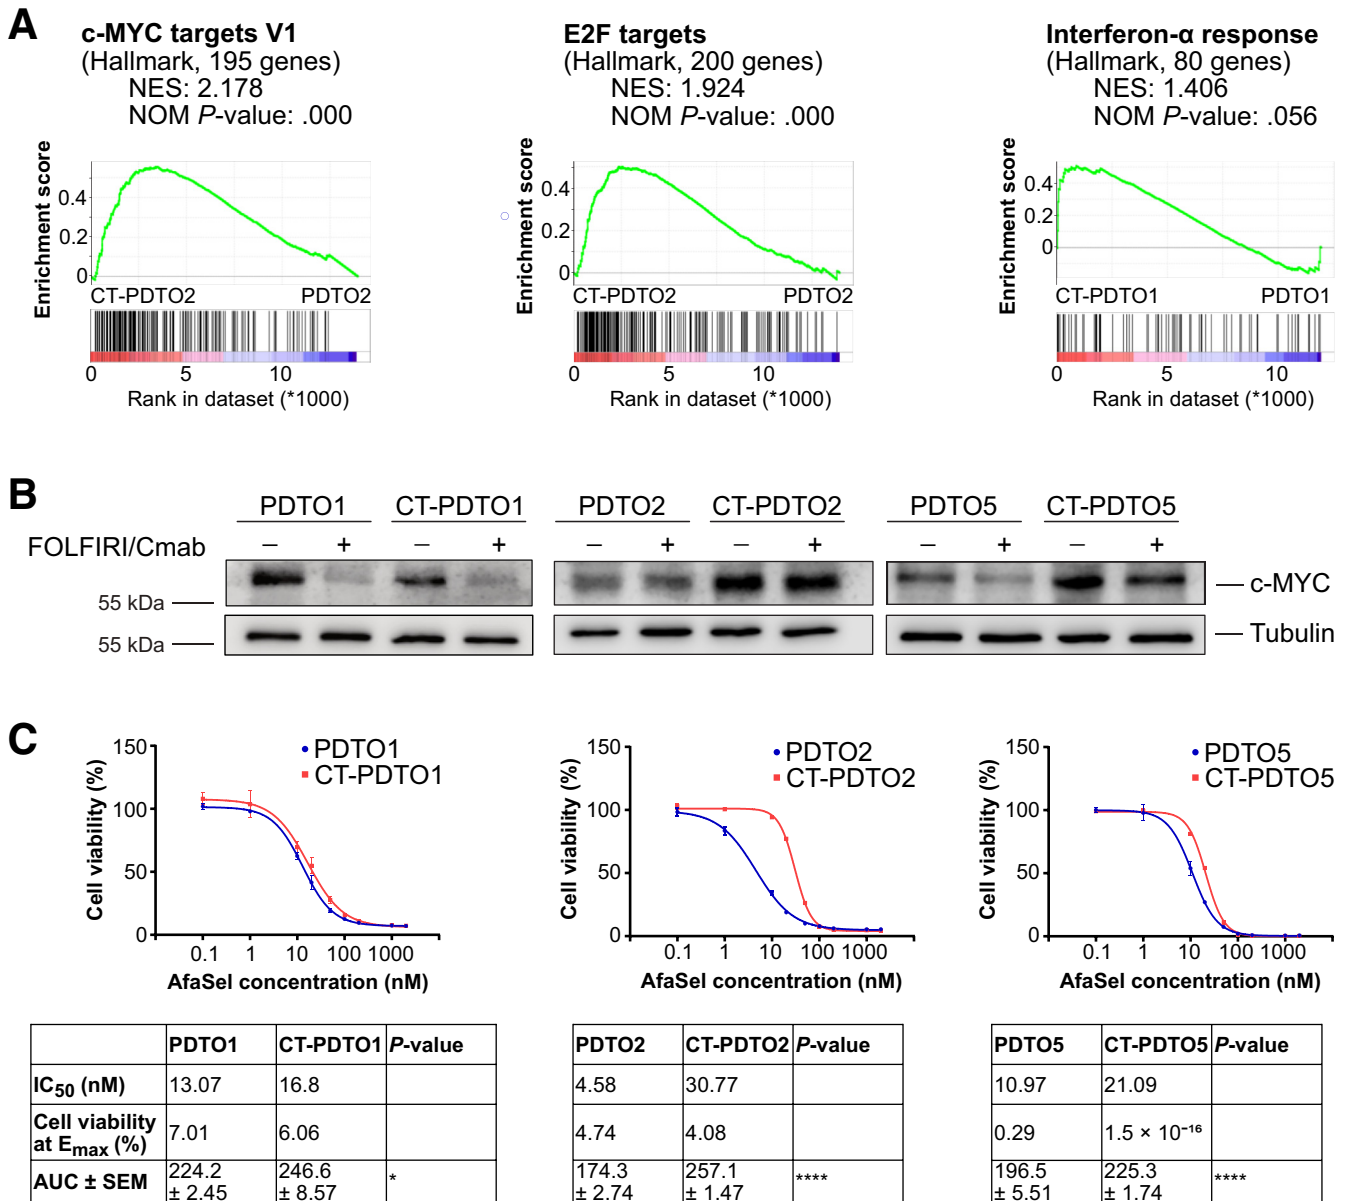 A
c-MYC targets V1
(Hallmark, 195 genes)
NES: 2.178
NOM P-value: .000
Enrichment score
0.4
0.2
0
CT-PDTO2 PDTO2
0 5 10
Rank in dataset (*1000)
E2F targets
(Hallmark, 200 genes)
NES: 1.924
NOM P-value: .000
Enrichment score
0.4
0.2
0
CT-PDTO2 PDTO2
0 5 10
Rank in dataset (*1000)
Interferon-α response
(Hallmark, 80 genes)
NES: 1.406
NOM P-value: .056
Enrichment score
0.4
0.2
0
CT-PDTO1 PDTO1
0 5 10
Rank in dataset (*1000)
B
PDTO1 CT-PDTO1 PDTO2 CT-PDTO2 PDTO5 CT-PDTO5
FOLFIRI/Cmab – + – + – + – + – + – +
c-MYC
55 kDa
Tubulin
55 kDa
C
Cell viability (%)
150
100
50
0
PDTO1
CT-PDTO1
0.1 1 10 100 1000
AfaSel concentration (nM)
Cell viability (%)
150
100
50
0
PDTO2
CT-PDTO2
0.1 1 10 100 1000
AfaSel concentration (nM)
Cell viability (%)
150
100
50
0
PDTO5
CT-PDTO5
0.1 1 10 100 1000
AfaSel concentration (nM)
PDTO1 CT-PDTO1 P-value
IC50 (nM) 13.07 16.8
Cell viability at Emax (%) 7.01 6.06
AUC ± SEM 224.2 ± 2.45 246.6 ± 8.57 *
PDTO2 CT-PDTO2 P-value
4.58 30.77
4.74 4.08
174.3 ± 2.74 257.1 ± 1.47 ****
PDTO5 CT-PDTO5 P-value
10.97 21.09
0.29 1.5 × 10⁻¹⁶
196.5 ± 5.51 225.3 ± 1.74 ****